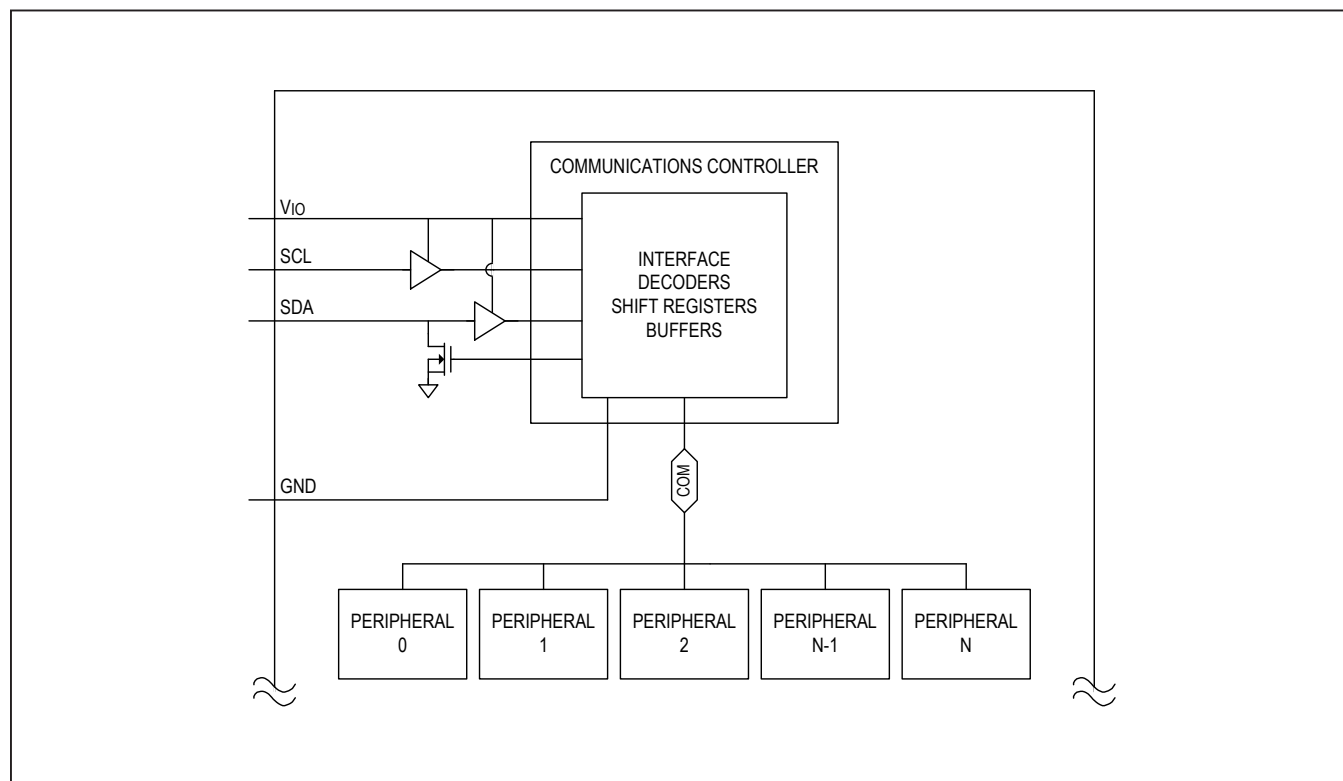 COMMUNICATIONS CONTROLLER
VIO
SCL
SDA
INTERFACE
DECODERS
SHIFT REGISTERS
BUFFERS
GND
COM
PERIPHERAL
0
PERIPHERAL
1
PERIPHERAL
2
PERIPHERAL
N-1
PERIPHERAL
N